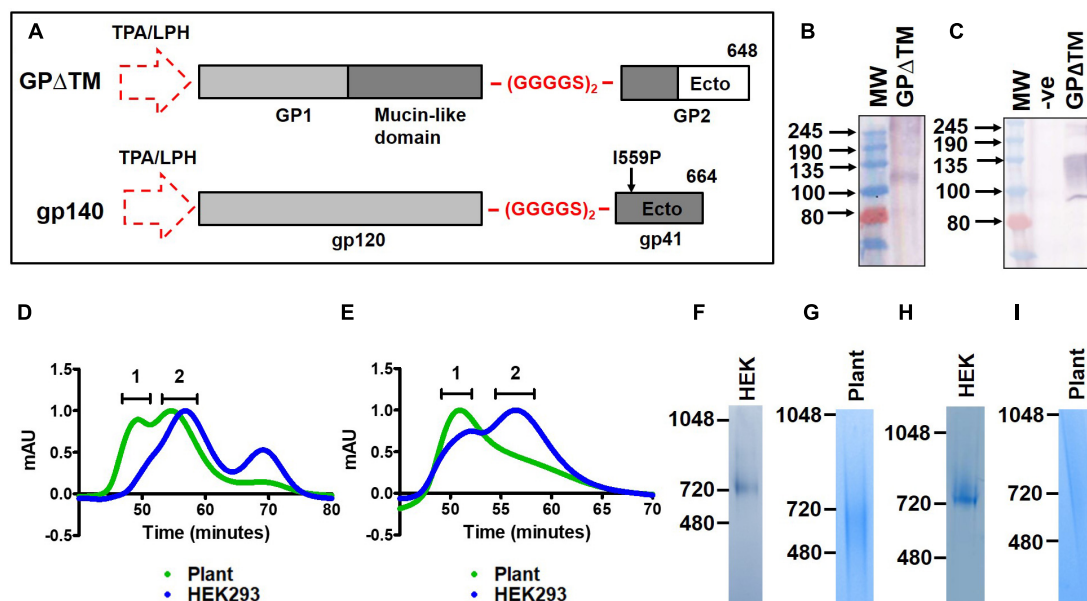 A
TPA/LPH
GPΔTM
GP1
Mucin-like
domain
(GGGGS)2
648
Ecto
GP2
TPA/LPH
gp140
gp120
(GGGGS)2
I559P
664
Ecto
gp41
B
MW
GPΔTM
245
190
135
100
80
C
MW
-ve
GPΔTM
245
190
135
100
80
D
1
2
1.5
1.0
0.5
0.0
-0.5
mAU
50
60
70
80
Time (minutes)
Plant
HEK293
E
1
2
1.5
1.0
0.5
0.0
-0.5
mAU
50
55
60
65
70
Time (minutes)
Plant
HEK293
F
HEK
1048
720
480
G
Plant
1048
720
480
H
HEK
1048
720
480
I
Plant
1048
720
480